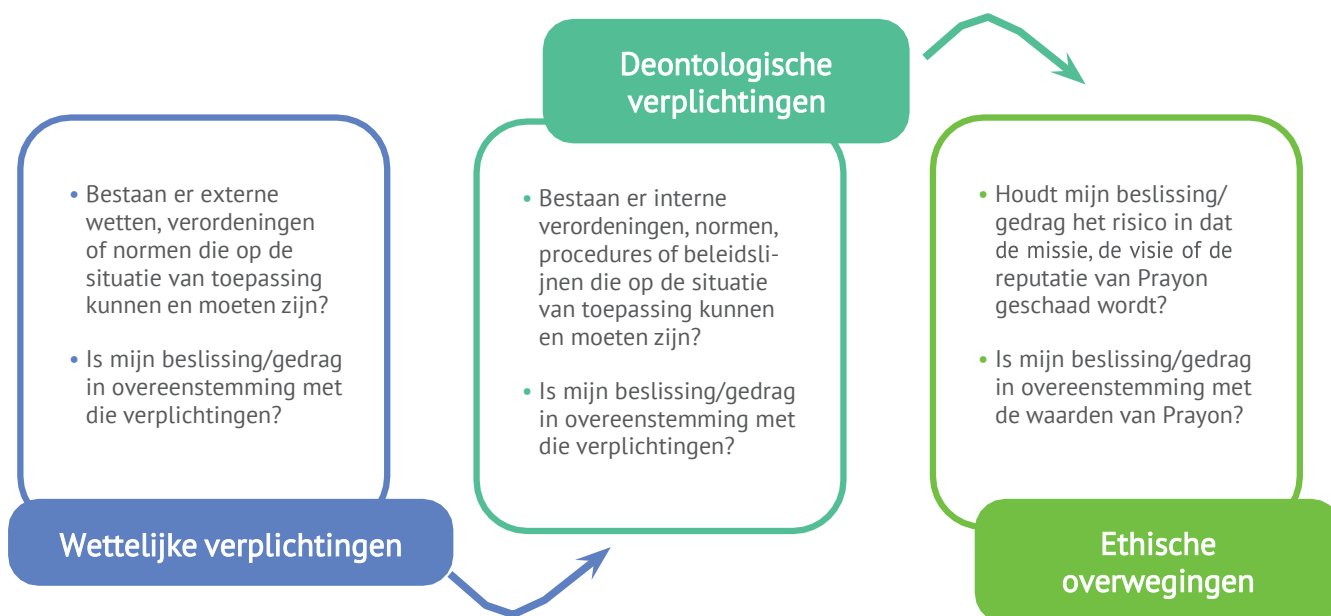 • Bestaan er externe
wetten, verordeningen
of normen die op de
situatie van toepassing
kunnen en moeten zijn?
• Is mijn beslissing/gedrag
in overeenstemming met
die verplichtingen?
Wettelijke verplichtingen
Deontologische
verplichtingen
• Bestaan er interne
verordeningen, normen,
procedures of beleidsli-
jnen die op de situatie
van toepassing kunnen
en moeten zijn?
• Is mijn beslissing/gedrag
in overeenstemming met
die verplichtingen?
• Houdt mijn beslissing/
gedrag het risico in dat
de missie, de visie of de
reputatie van Prayon
geschaad wordt?
• Is mijn beslissing/gedrag
in overeenstemming met
de waarden van Prayon?
Ethische
overwegingen